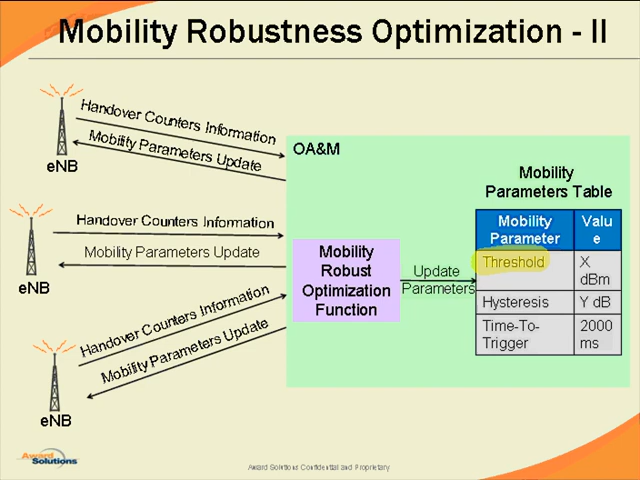 Mobility Robustness Optimization - II
Handover Counters Information
Mobility Parameters Update
eNB
OA&M
Mobility
Parameters Table
Handover Counters Information
Mobility Parameters Update
eNB
Mobility
Robust
Optimization
Function
Update
Parameters
Mobility
Parameter
Valu
e
Threshold
X
dBm
Hysteresis
Y dB
Time-To-
Trigger
2000
ms
Handover Counters Information
Mobility Parameters Update
eNB
Award
Solutions
Award Solutions Confidential and Proprietary